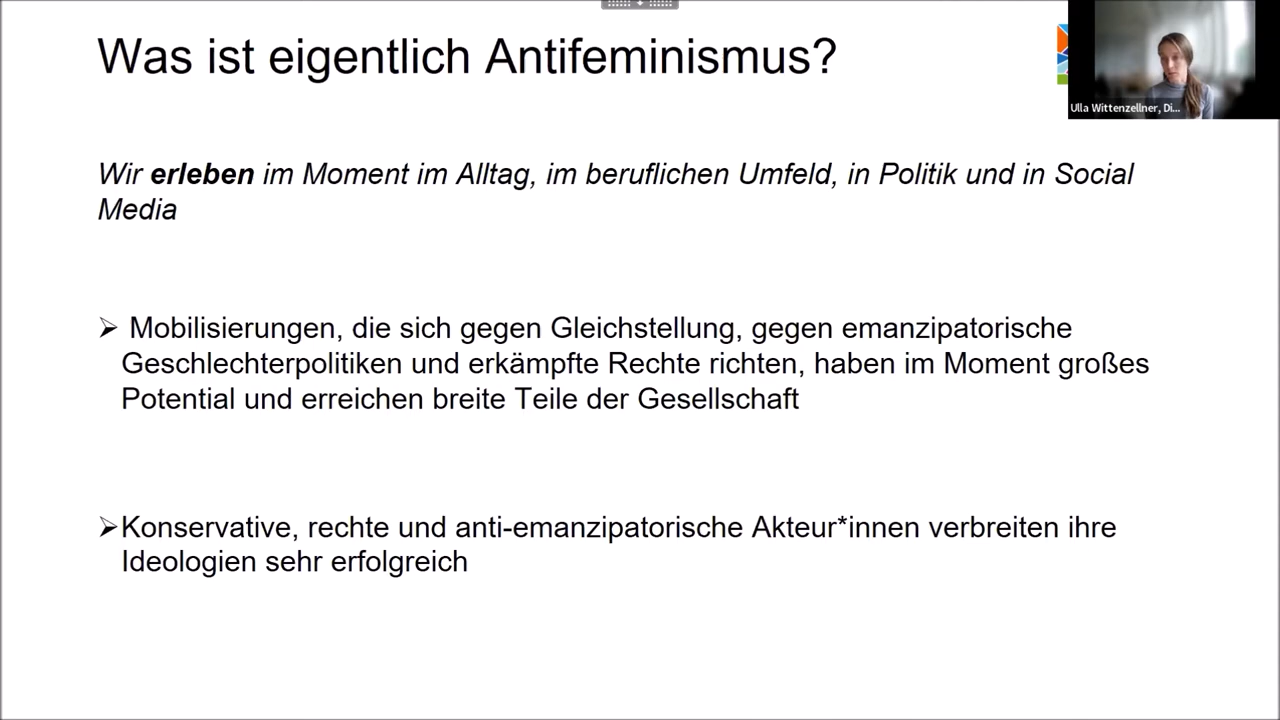 Was ist eigentlich Antifeminismus?
Ulla Wittenzellner, Di...
Wir erleben im Moment im Alltag, im beruflichen Umfeld, in Politik und in Social
Media
➢ Mobilisierungen, die sich gegen Gleichstellung, gegen emanzipatorische
Geschlechterpolitiken und erkämpfte Rechte richten, haben im Moment großes
Potential und erreichen breite Teile der Gesellschaft
➢Konservative, rechte und anti-emanzipatorische Akteur*innen verbreiten ihre
Ideologien sehr erfolgreich